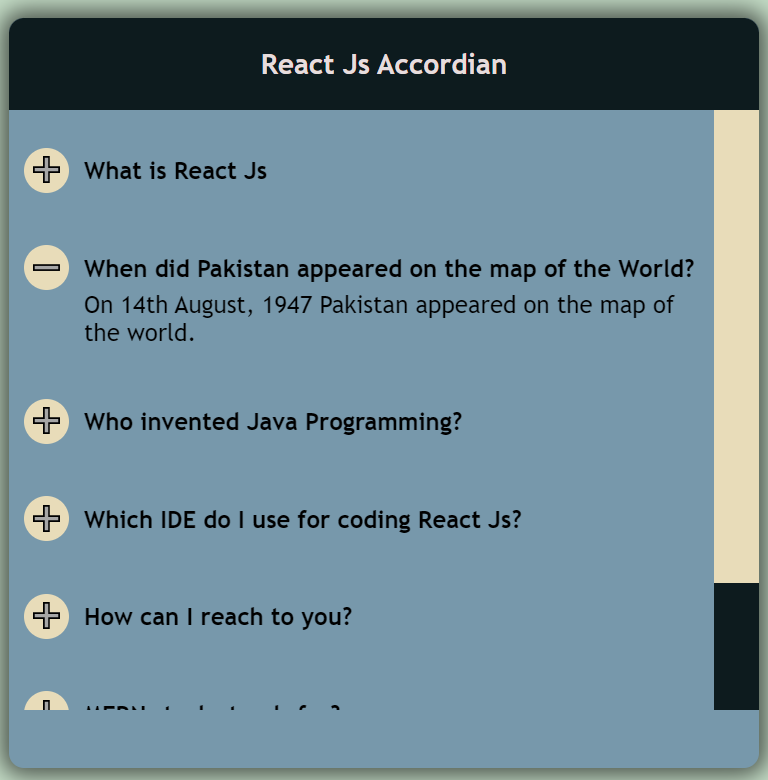 React Js Accordian
What is React Js
When did Pakistan appeared on the map of the World?
On 14th August, 1947 Pakistan appeared on the map of
the world.
Who invented Java Programming?
Which IDE do I use for coding React Js?
How can I reach to you?